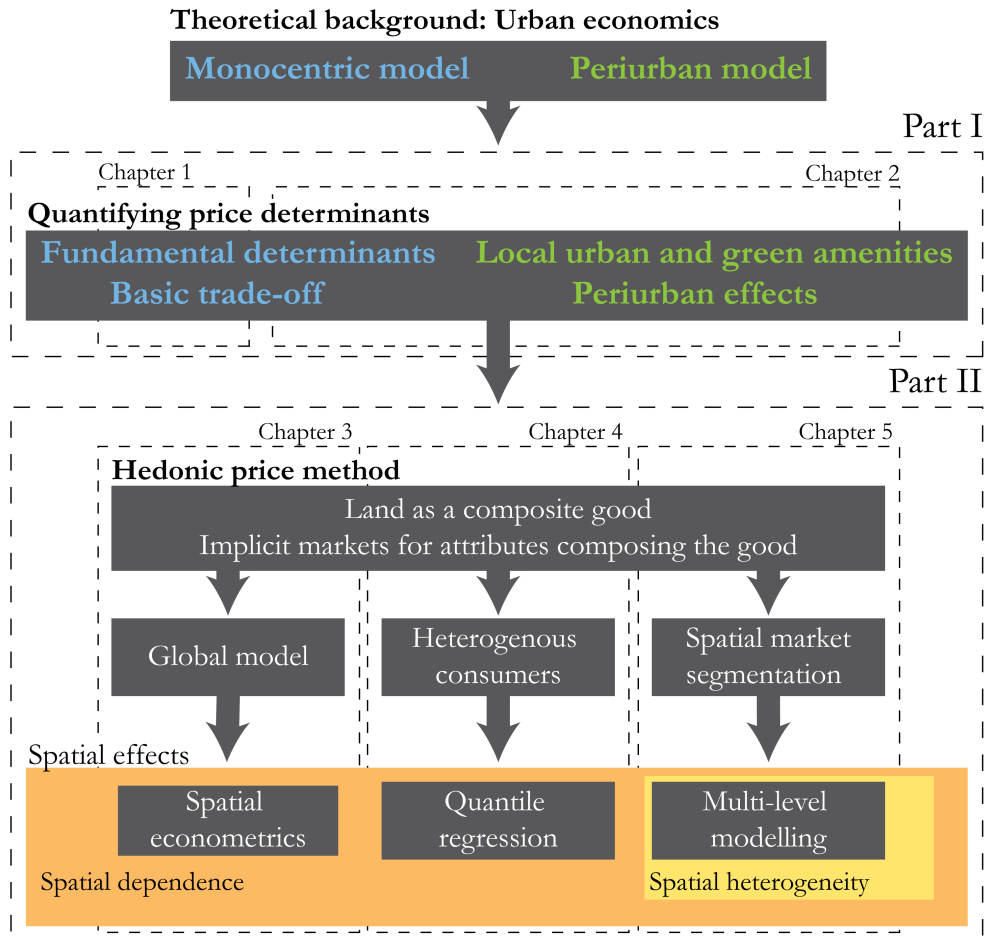 Theoretical background: Urban economics
Monocentric model
Periurban model
Part I
Chapter 1
Chapter 2
Quantifying price determinants
Fundamental determinants
Local urban and green amenities
Basic trade-off
Periurban effects
Part II
Chapter 3
Chapter 4
Chapter 5
Hedonic price method
Land as a composite good
Implicit markets for attributes composing the good
Global model
Heterogenous
consumers
Spatial market
segmentation
Spatial effects
Spatial
econometrics
Quantile
regression
Multi-level
modelling
Spatial dependence
Spatial heterogeneity